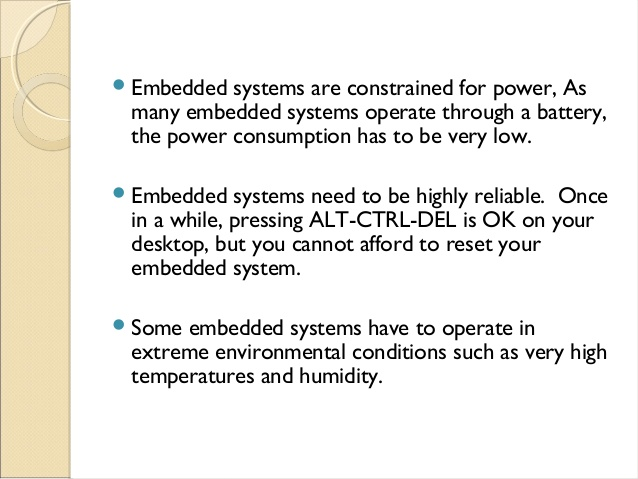 Embedded systems are constrained for power, As
many embedded systems operate through a battery,
the power consumption has to be very low.
Embedded systems need to be highly reliable.  Once
in a while, pressing ALT-CTRL-DEL is OK on your
desktop, but you cannot afford to reset your
embedded system.
Some embedded systems have to operate in
extreme environmental conditions such as very high
temperatures and humidity.